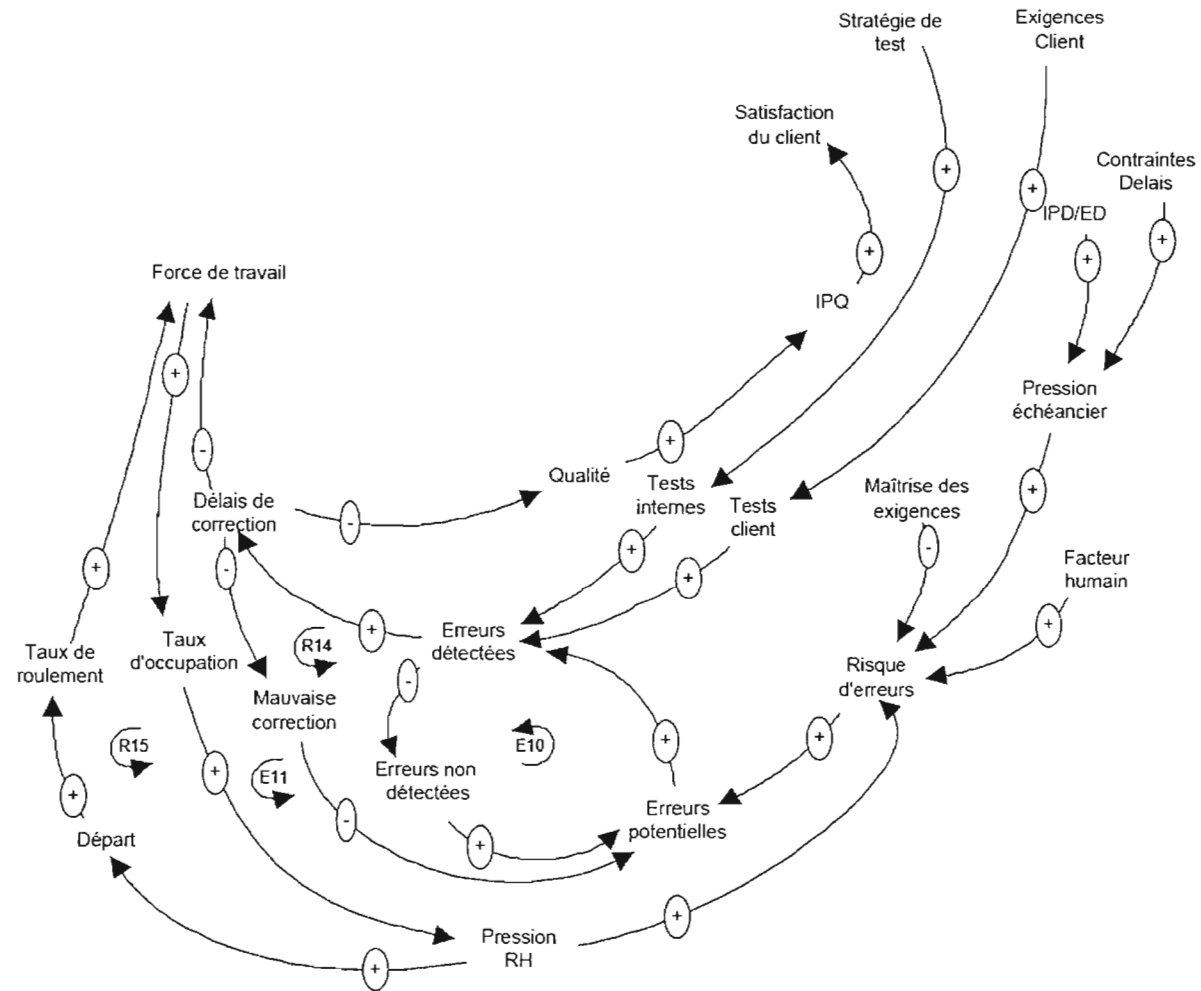 Stratégie de
test
Exigences
Client
Satisfaction
du client
Contraintes
Delais
+
+
IPD/ED
+
+
+
Force de travail
IPQ
+
Pression
échéancier
-
+
Qualité
Tests
internes
Tests
client
Maîtrise des
exigences
+
Délais de
correction
-
+
-
Facteur
humain
+
-
+
+
+
Erreurs
détectées
R14
Taux de
roulement
Taux
d'occupation
Risque
d'erreurs
-
Mauvaise
correction
+
+
R15
E10
+
E11
Erreurs non
détectées
+
-
Erreurs
potentielles
Départ
+
+
Pression
RH
+